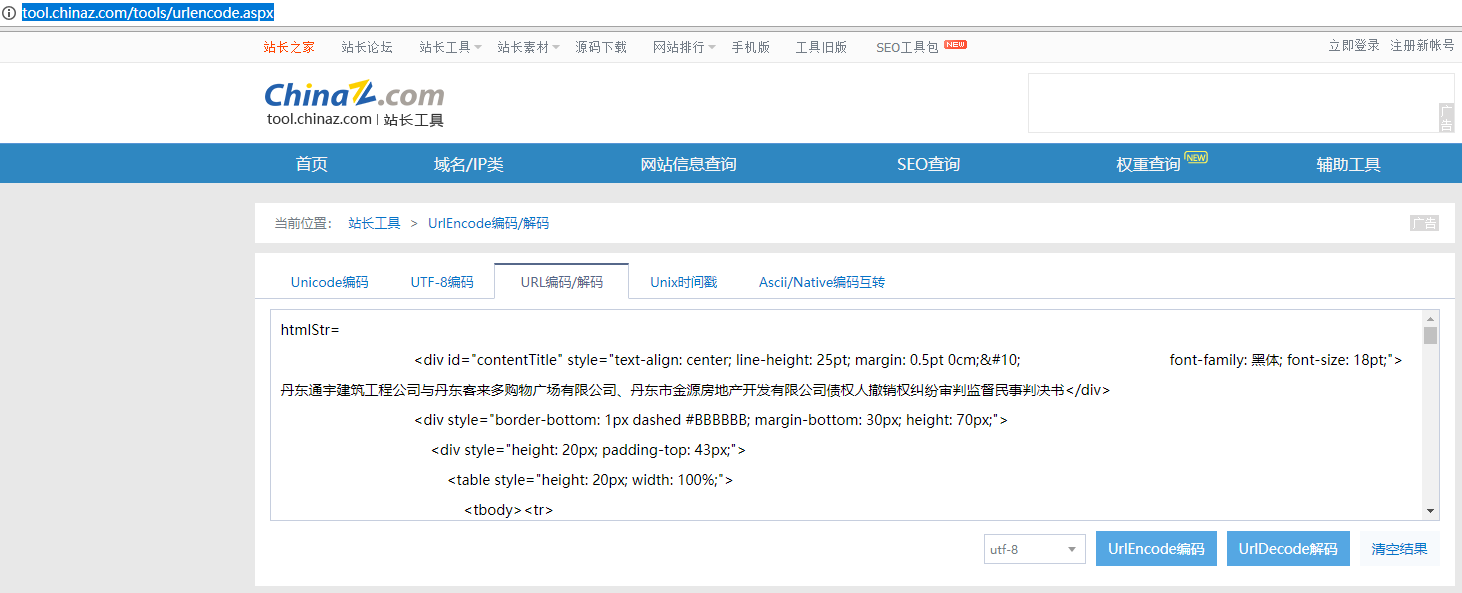 tool.chinaz.com/tools/urlencode.aspx
站长之家 站长论坛 站长工具 站长素材 源码下载 网站排行 手机版 工具旧版 SEO工具包 NEW 立即登录 注册新帐号
ChinaZ.com
tool.chinaz.com | 站长工具
广告
首页 域名/IP类 网站信息查询 SEO查询 权重查询 NEW 辅助工具
当前位置: 站长工具 > UrlEncode编码/解码 广告
Unicode编码 UTF-8编码 URL编码/解码 Unix时间戳 Ascii/Native编码互转
htmlStr=
<div id="contentTitle" style="text-align: center; line-height: 25pt; margin: 0.5pt 0cm;&#10; font-family: 黑体; font-size: 18pt;">
丹东通宇建筑工程公司与丹东客来多购物广场有限公司、丹东市金源房地产开发有限公司债权人撤销权纠纷审判监督民事判决书</div>
<div style="border-bottom: 1px dashed #BBBBBB; margin-bottom: 30px; height: 70px;">
<div style="height: 20px; padding-top: 43px;">
<table style="height: 20px; width: 100%;">
<tbody><tr>
utf-8 UrlEncode编码 UrlDecode解码 清空结果